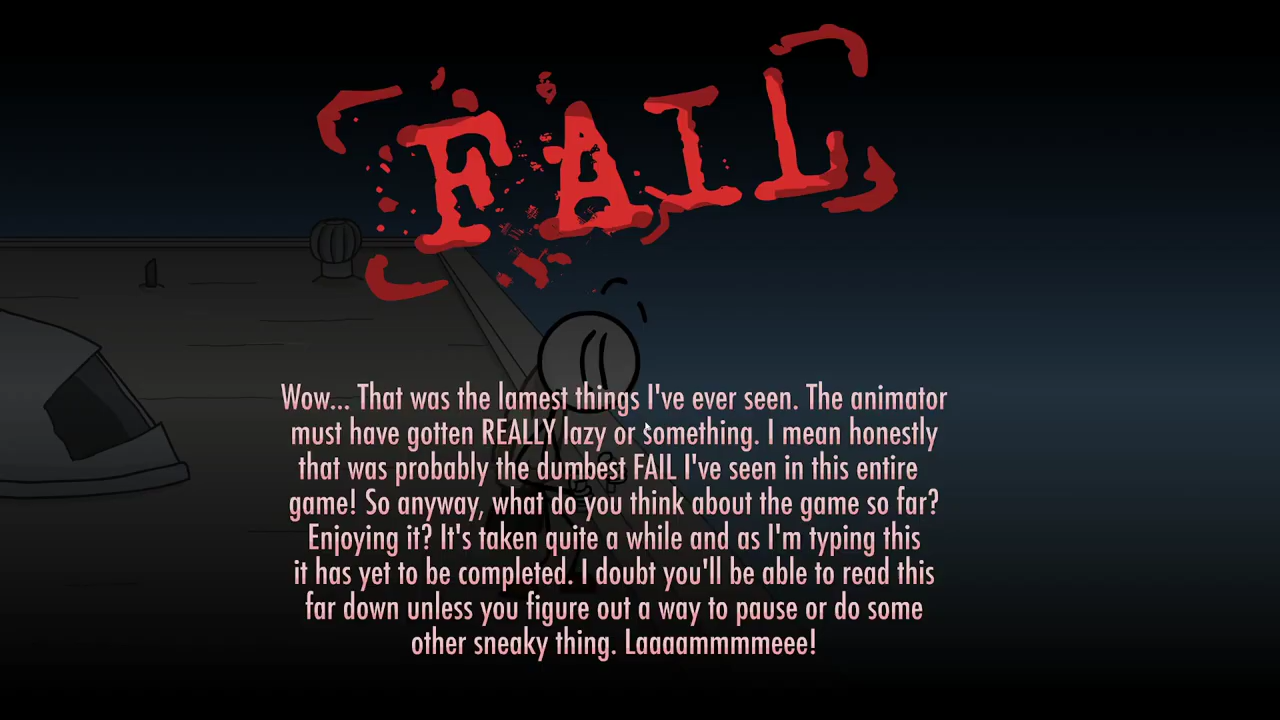 FAIL
Wow... That was the lamest things I've ever seen. The animator
must have gotten REALLY lazy or something. I mean honestly
that was probably the dumbest FAIL I've seen in this entire
game! So anyway, what do you think about the game so far?
Enjoying it? It's taken quite a while and as I'm typing this
it has yet to be completed. I doubt you'll be able to read this
far down unless you figure out a way to pause or do some
other sneaky thing. Laaaammmmeee!